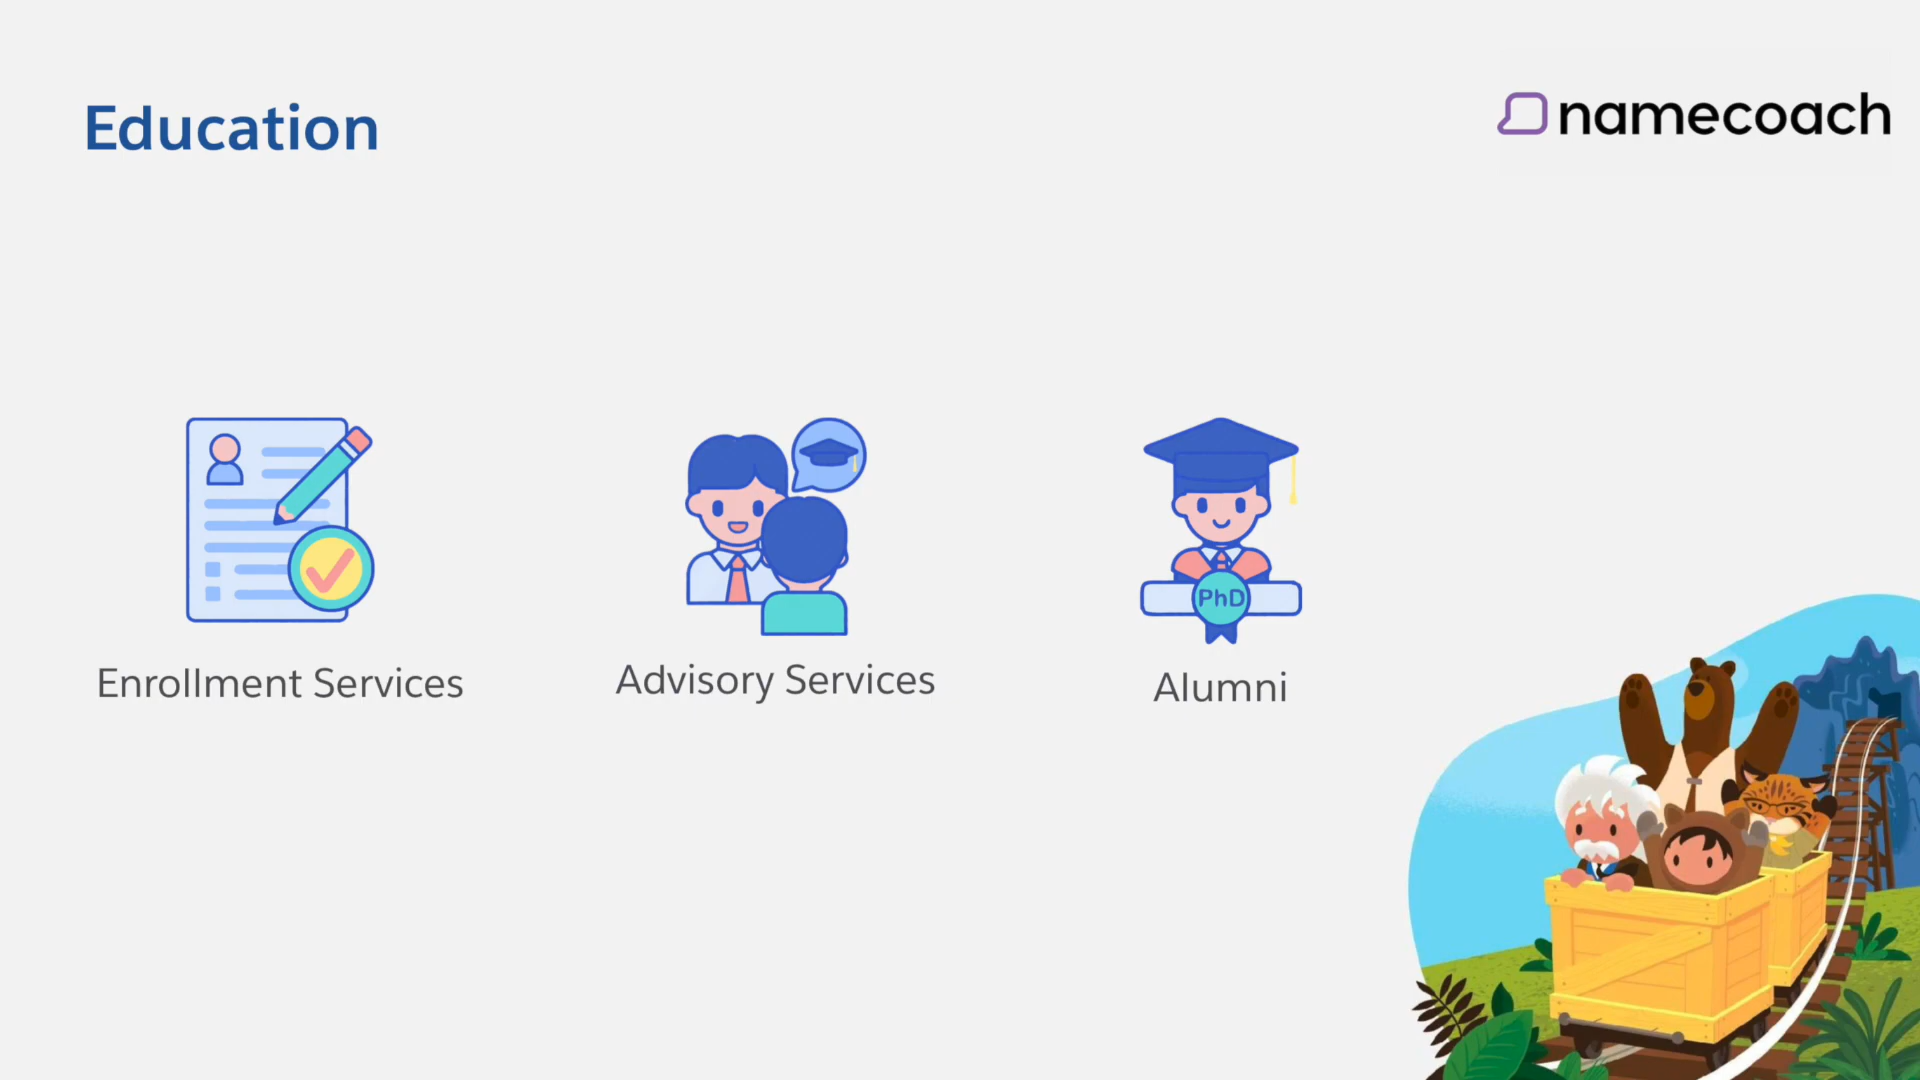 Education
namecoach
PhD
Enrollment Services
Advisory Services
Alumni